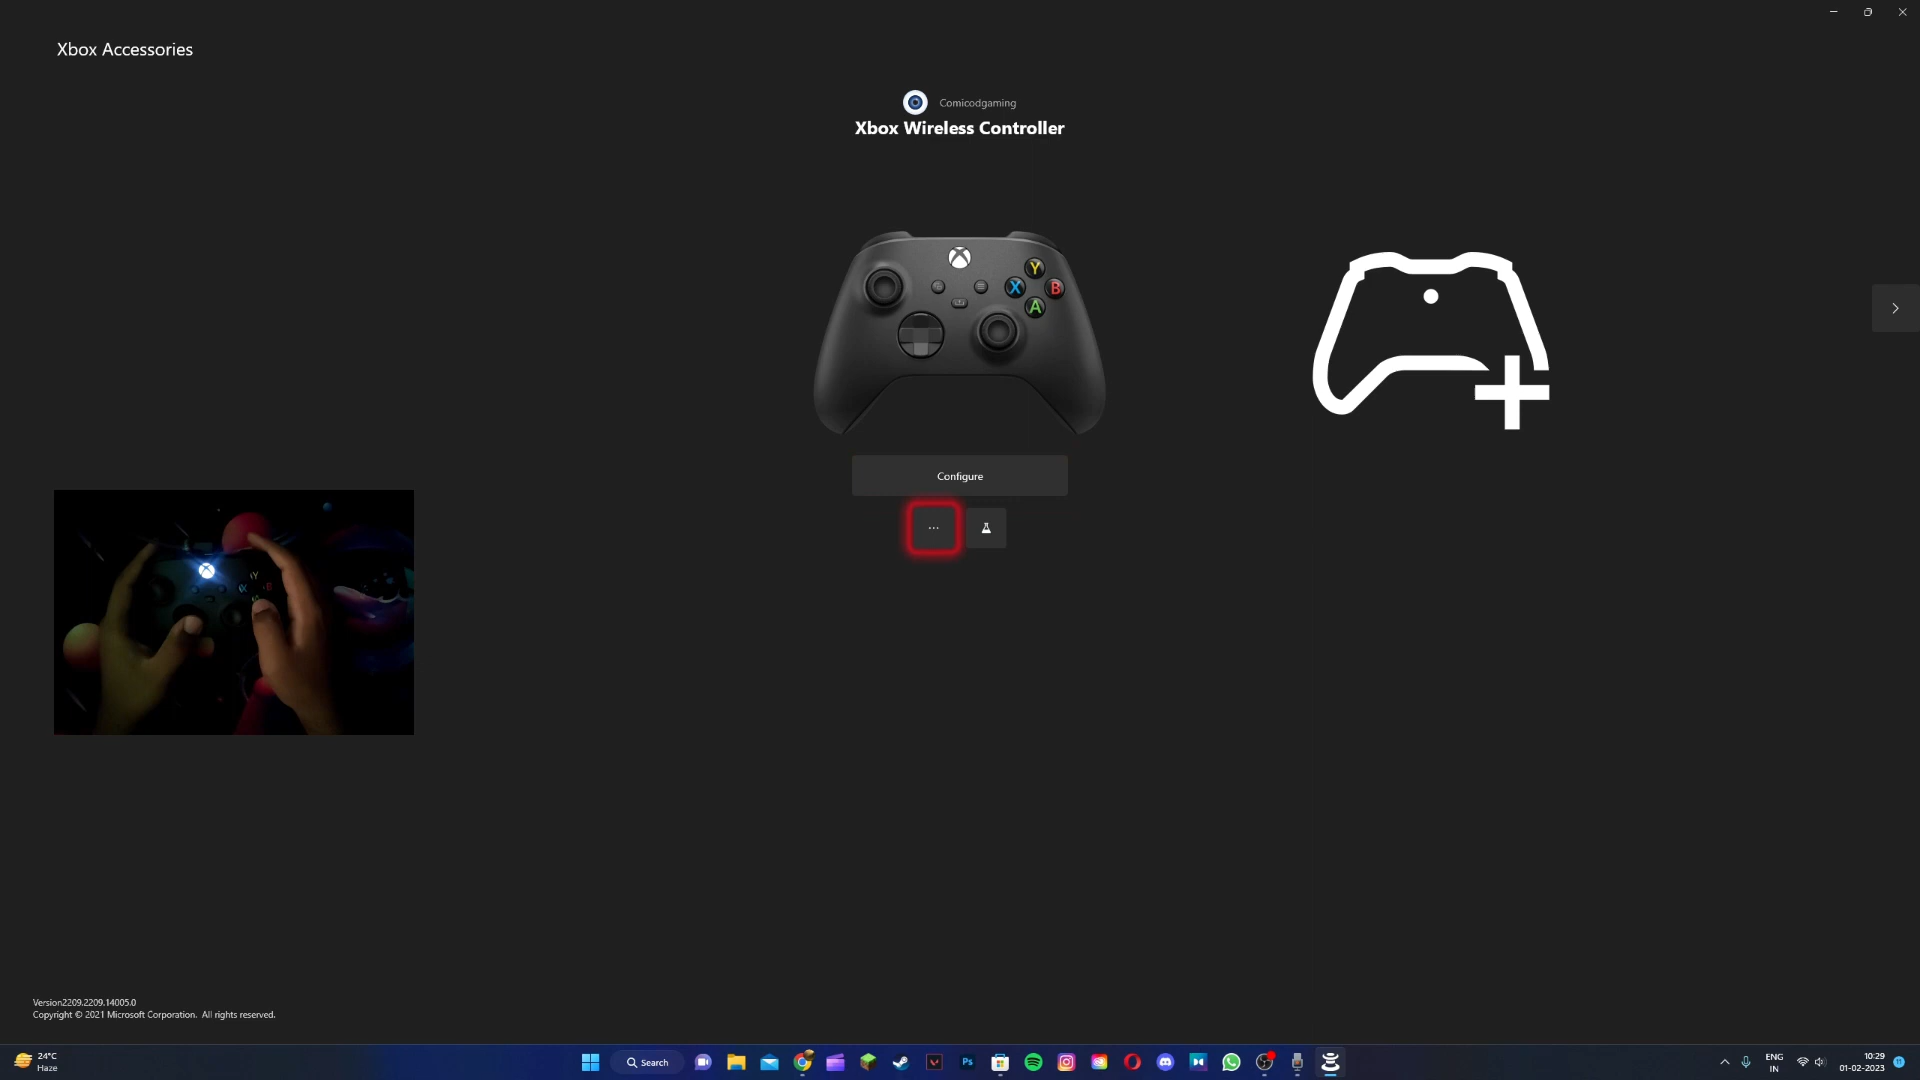 Xbox Accessories
Comicodgaming
Xbox Wireless Controller
Y
X
B
A
Configure
...
Y
X
B
Version2209.2209.14005.0
Copyright © 2021 Microsoft Corporation. All rights reserved.
24°C
Haze
Search
Ps
ENG
IN
10:29
01-02-2023